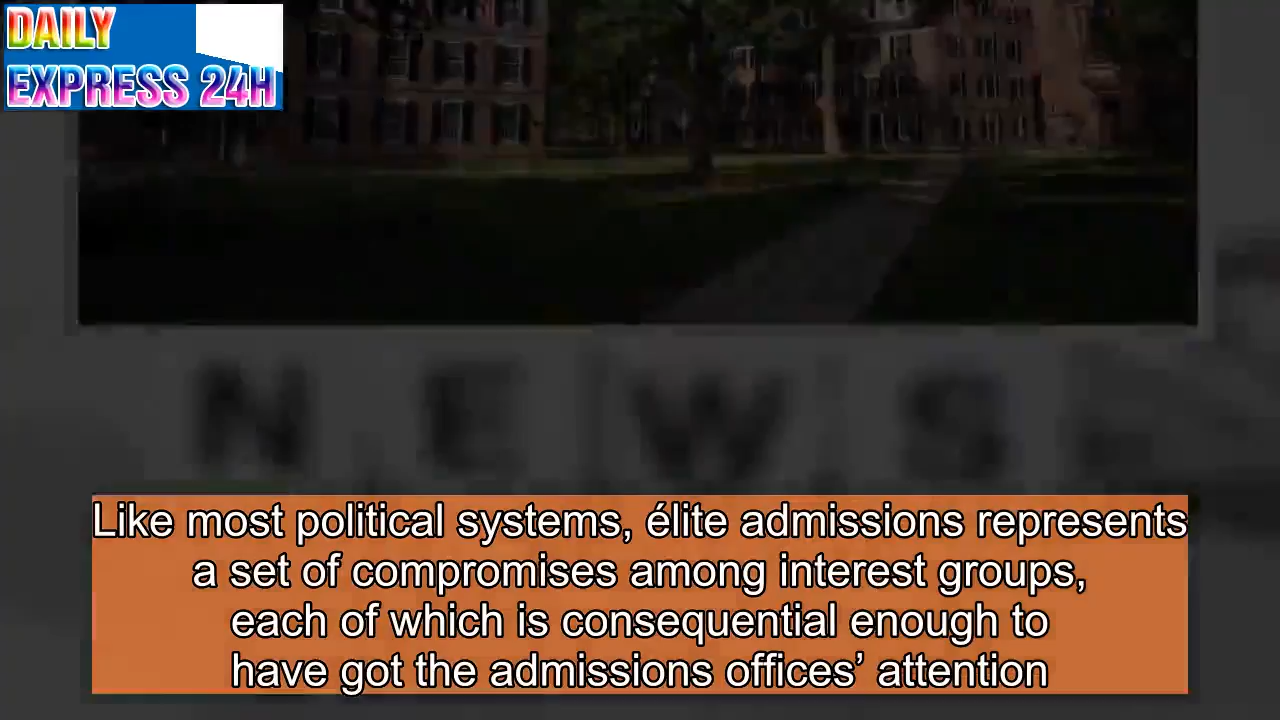 DAILY
EXPRESS 24H
NEWS
Like most political systems, élite admissions represents
a set of compromises among interest groups,
each of which is consequential enough to
have got the admissions offices’ attention